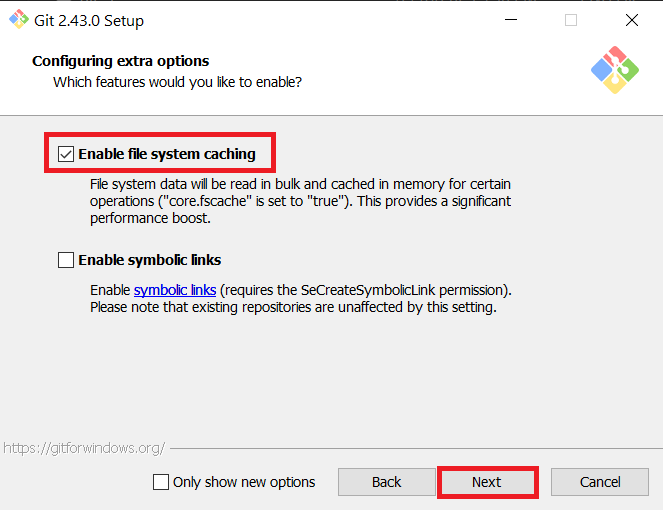 Git 2.43.0 Setup
Configuring extra options
Which features would you like to enable?
Enable file system caching
File system data will be read in bulk and cached in memory for certain
operations ("core.fscache" is set to "true"). This provides a significant
performance boost.
Enable symbolic links
Enable symbolic links (requires the SeCreateSymbolicLink permission).
Please note that existing repositories are unaffected by this setting.
https://gitforwindows.org/
Only show new options
Back
Next
Cancel